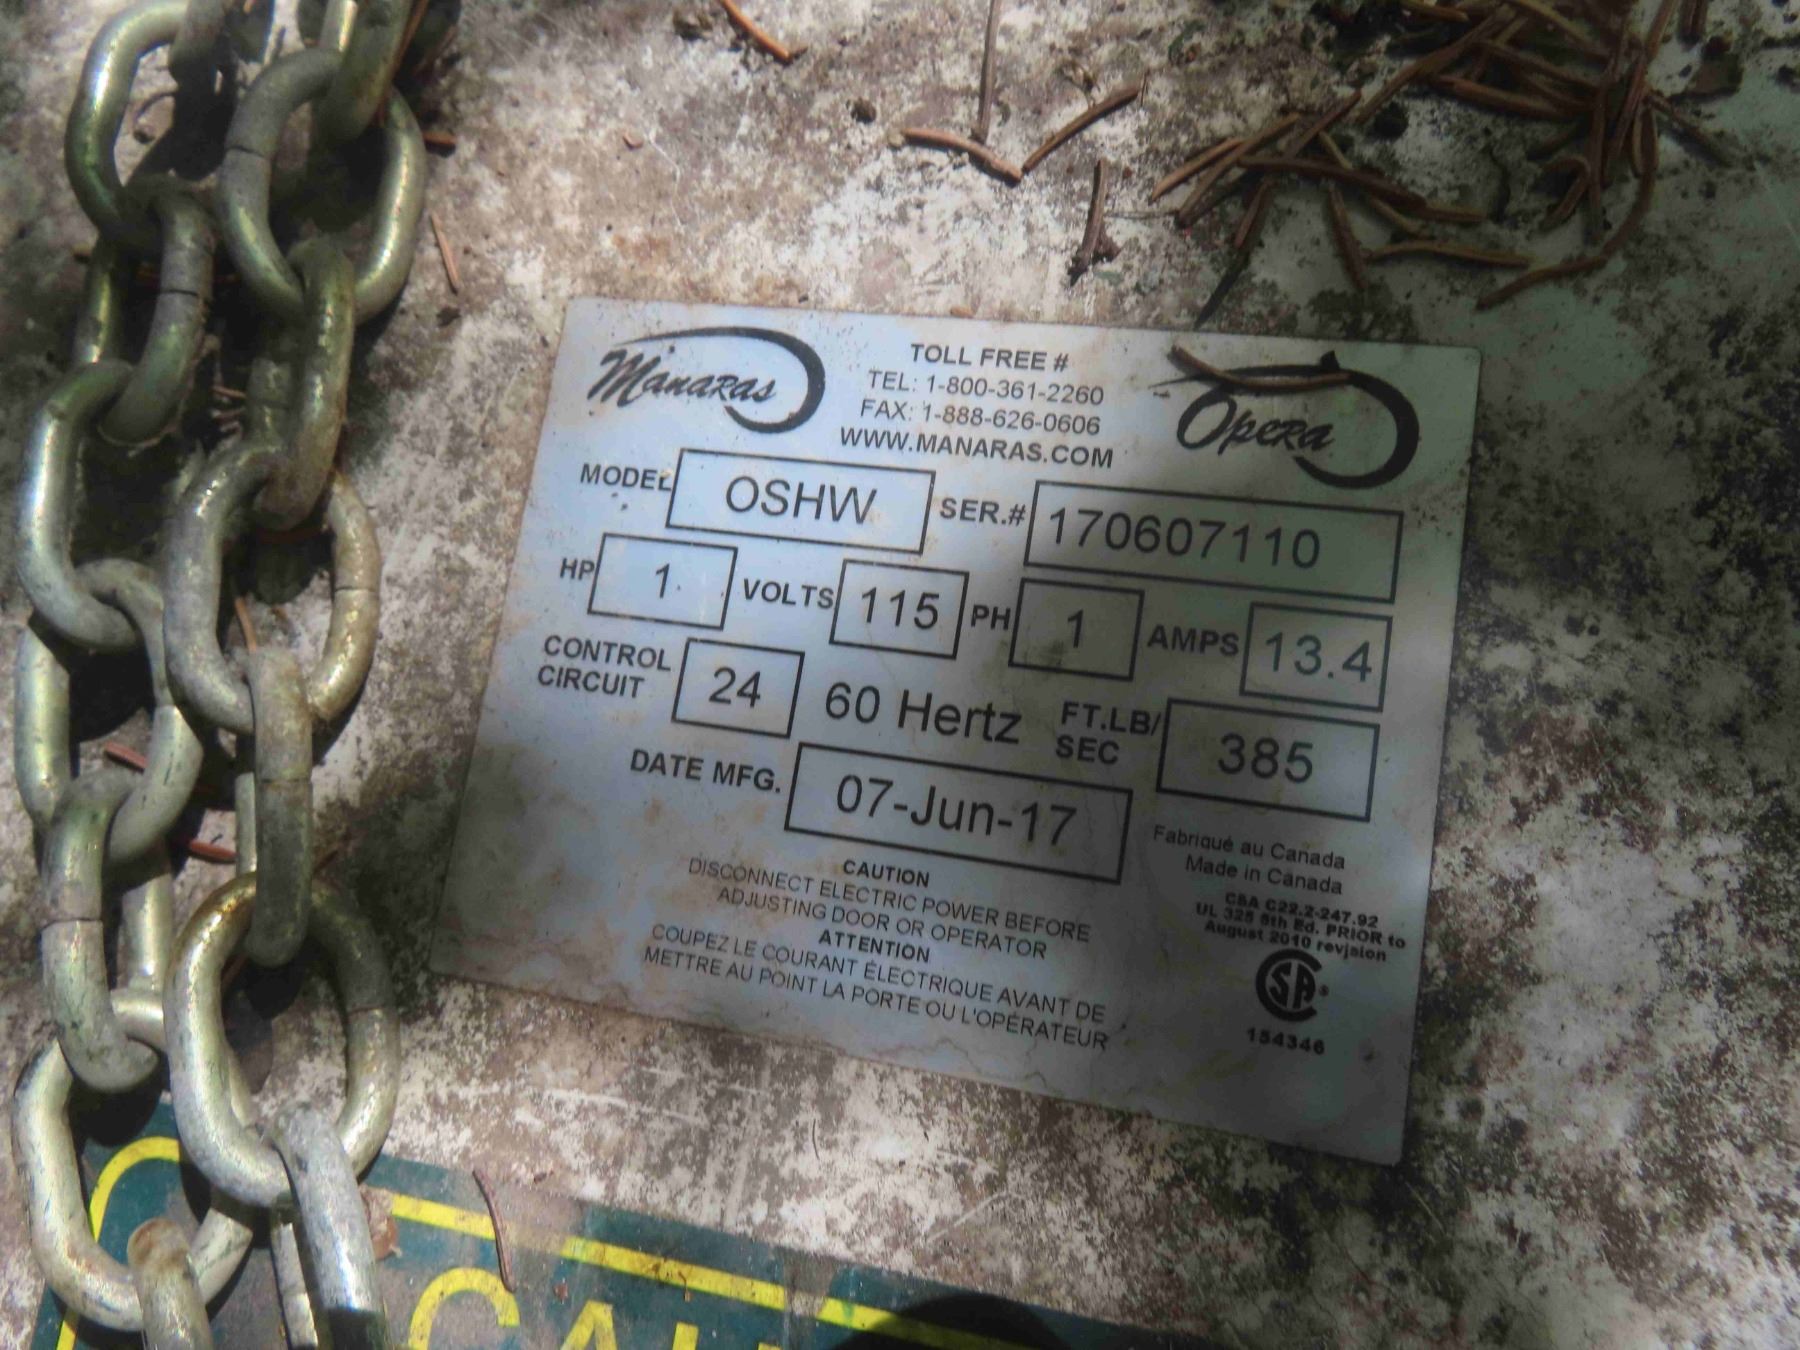 Manaras
TOLL FREE #
TEL: 1-800-361-2260
FAX: 1-888-626-0606
WWW.MANARAS.COM
Opera
MODEL OSHW SER.# 170607110
HP 1 VOLTS 115 PH 1 AMPS 13.4
CONTROL CIRCUIT 24 60 Hertz FT.LB/SEC 385
DATE MFG. 07-Jun-17
Fabriqué au Canada
Made in Canada
CSA C22.2-247.92
UL 325 5th Ed. PRIOR to
August 2010 revision
SA
154346
CAUTION
DISCONNECT ELECTRIC POWER BEFORE
ADJUSTING DOOR OR OPERATOR
ATTENTION
COUPEZ LE COURANT ÉLECTRIQUE AVANT DE
METTRE AU POINT LA PORTE OU L'OPÉRATEUR